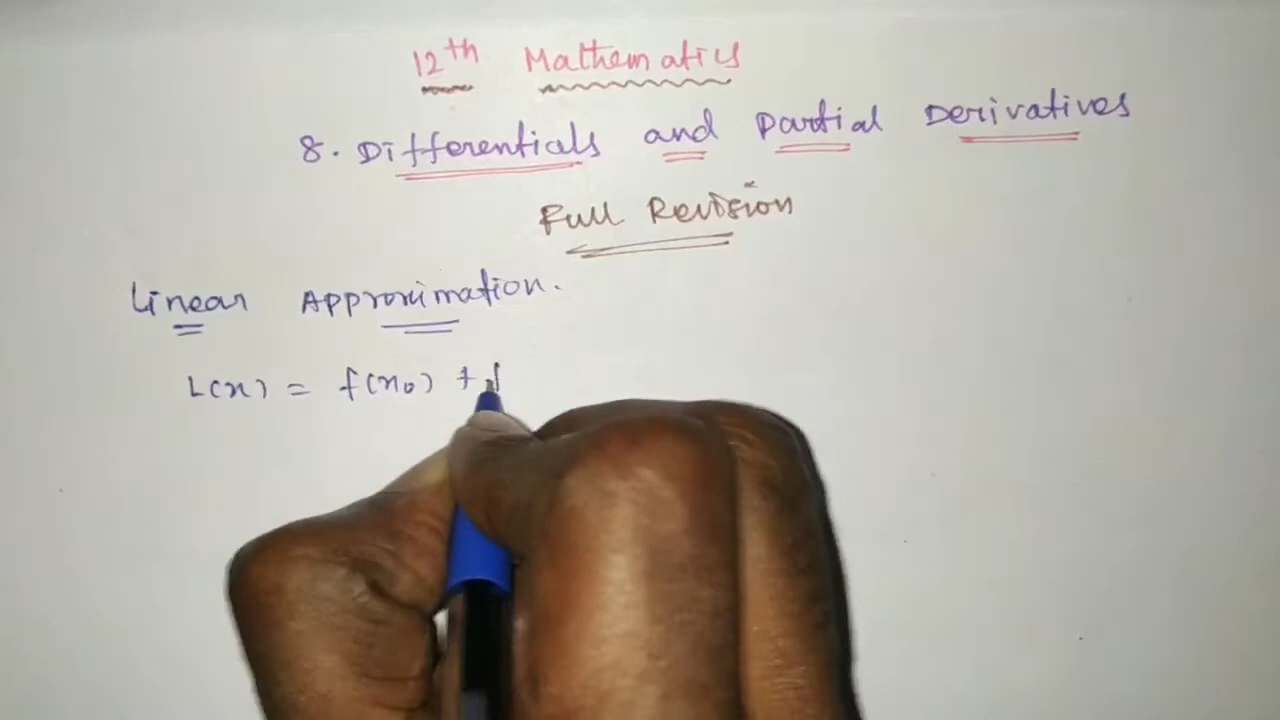 12th Mathematics
8. Differentials and Partial Derivatives
Full Revision
Linear Approximation.
L(x) = f(x₀) + f